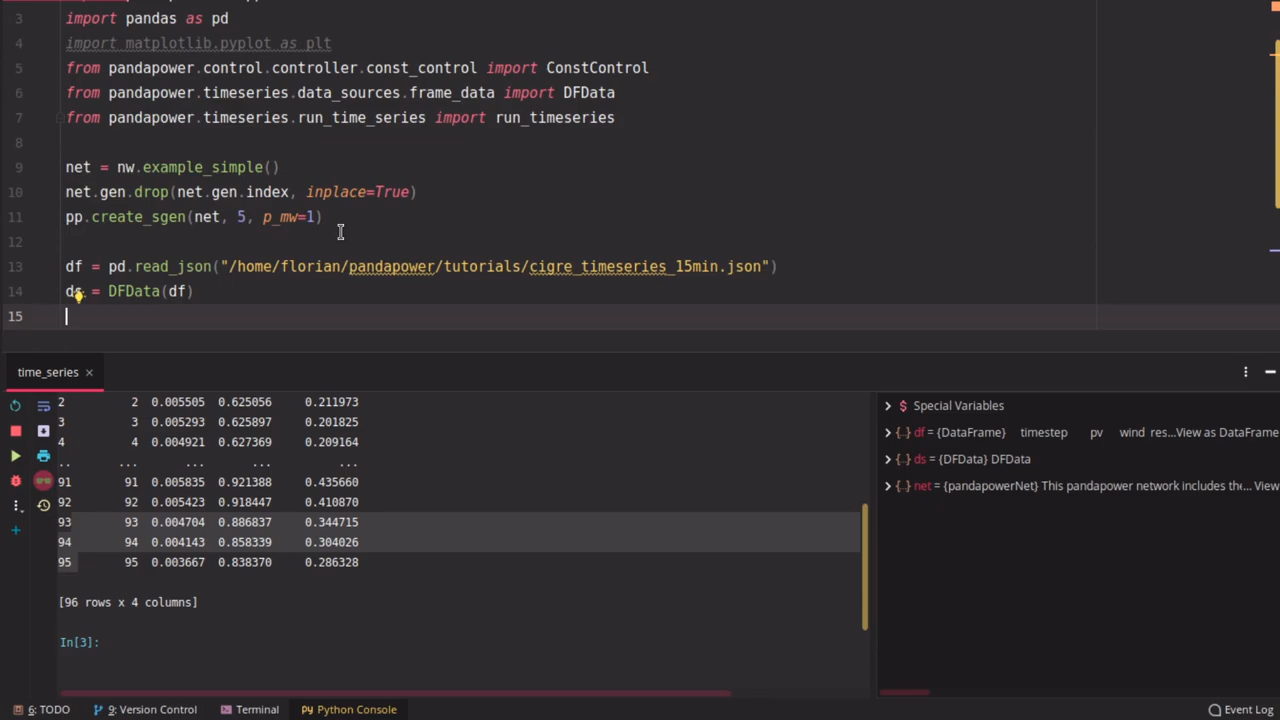 3 import pandas as pd
4 import matplotlib.pyplot as plt
5 from pandapower.control.controller.const_control import ConstControl
6 from pandapower.timeseries.data_sources.frame_data import DFData
7 from pandapower.timeseries.run_time_series import run_timeseries
8
9 net = nw.example_simple()
10 net.gen.drop(net.gen.index, inplace=True)
11 pp.create_sgen(net, 5, p_mw=1)
12
13 df = pd.read_json("/home/florian/pandapower/tutorials/cigre_timeseries_15min.json")
14 ds = DFData(df)
15
time_series
2 2 0.005505 0.625056 0.211973
3 3 0.005293 0.625897 0.201825
4 4 0.004921 0.627369 0.209164
.. ... ... ... ...
91 91 0.005835 0.921388 0.435660
92 92 0.005423 0.918447 0.410870
93 93 0.004704 0.886837 0.344715
94 94 0.004143 0.858339 0.304026
95 95 0.003667 0.838370 0.286328
[96 rows x 4 columns]
In[3]:
Special Variables
df = {DataFrame} timestep pv wind res...View as DataFrame
ds = {DFData} DFData
net = {pandapowerNet} This pandapower network includes the... View
6: TODO 9: Version Control Terminal Python Console Event Log